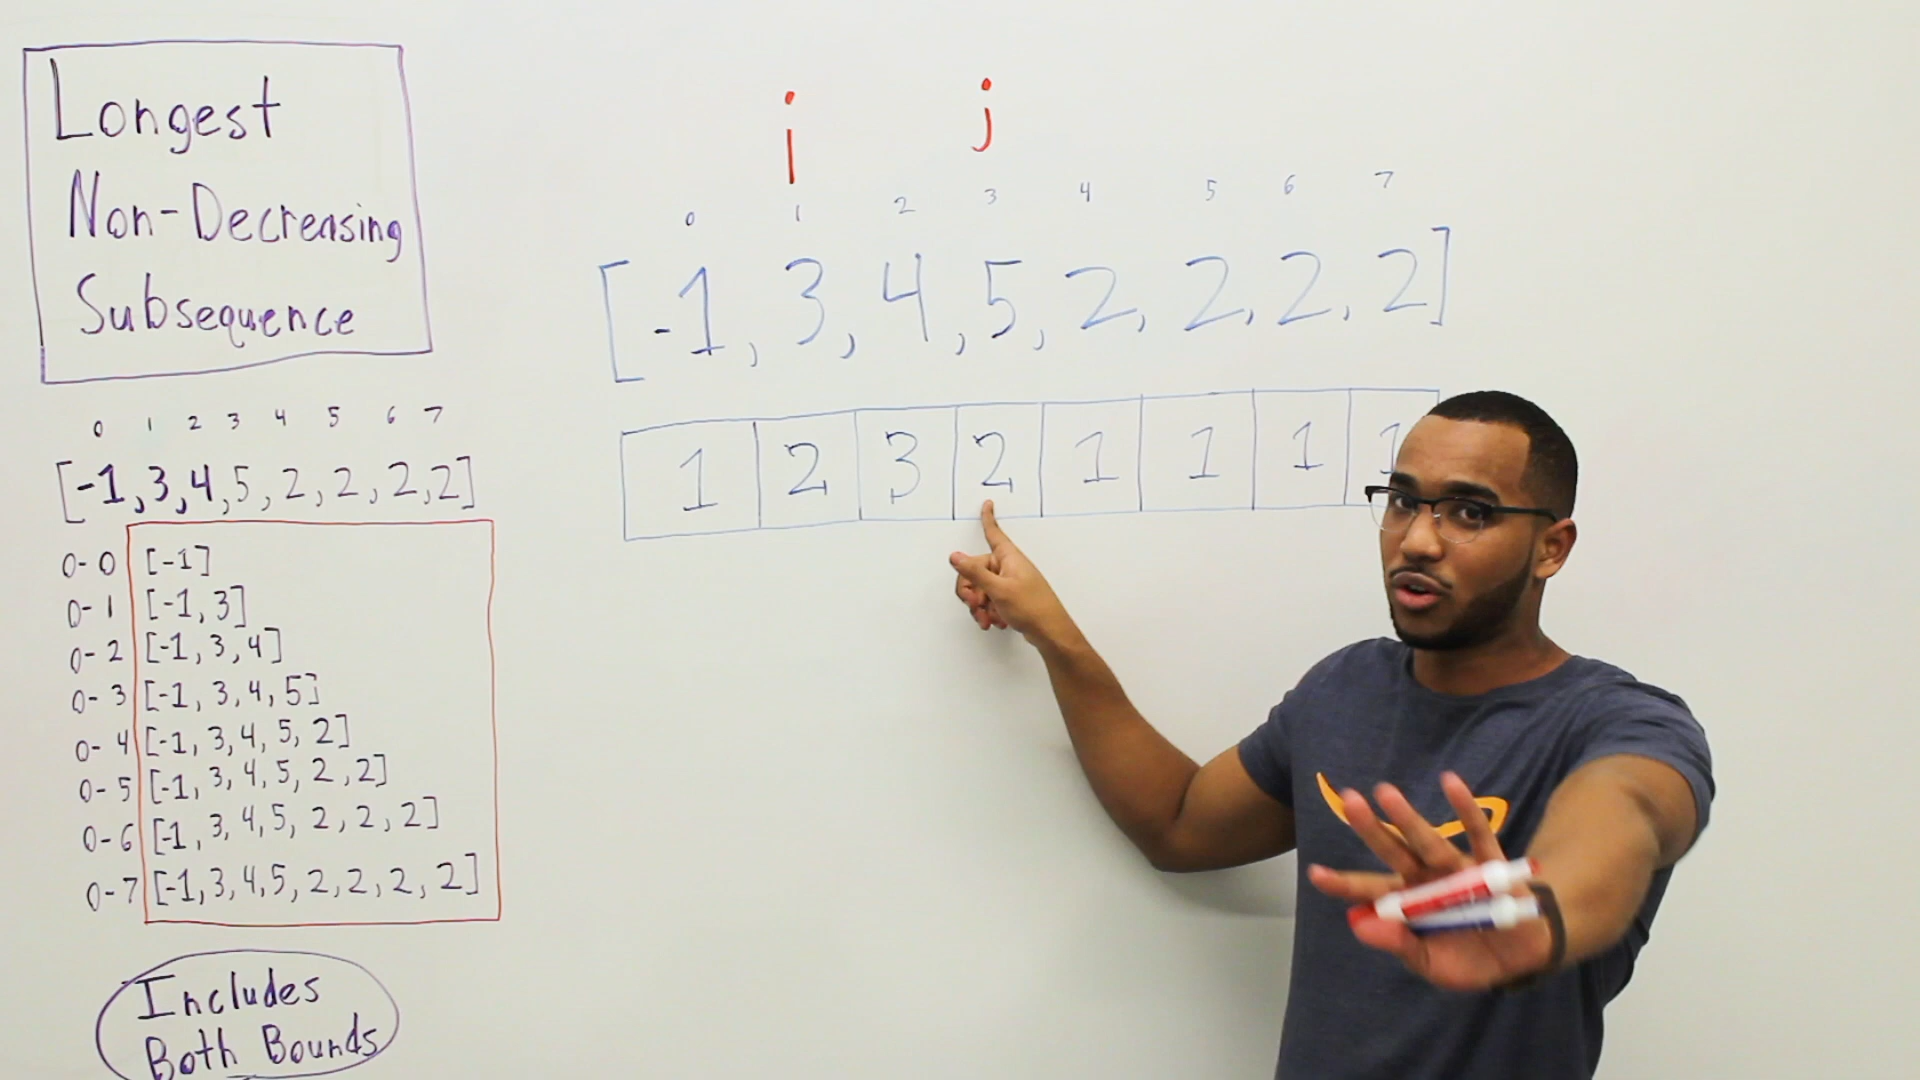 Longest
Non-Decreasing
Subsequence
0 1 2 3 4 5 6 7
[-1,3,4,5,2,2,2,2]
0-0 [-1]
0-1 [-1,3]
0-2 [-1,3,4]
0-3 [-1,3,4,5]
0-4 [-1,3,4,5,2]
0-5 [-1,3,4,5,2,2]
0-6 [-1,3,4,5,2,2,2]
0-7 [-1,3,4,5,2,2,2,2]
Includes
Both Bounds
i j
0 1 2 3 4 5 6 7
[-1,3,4,5,2,2,2,2]
1 2 3 2 1 1 1 1